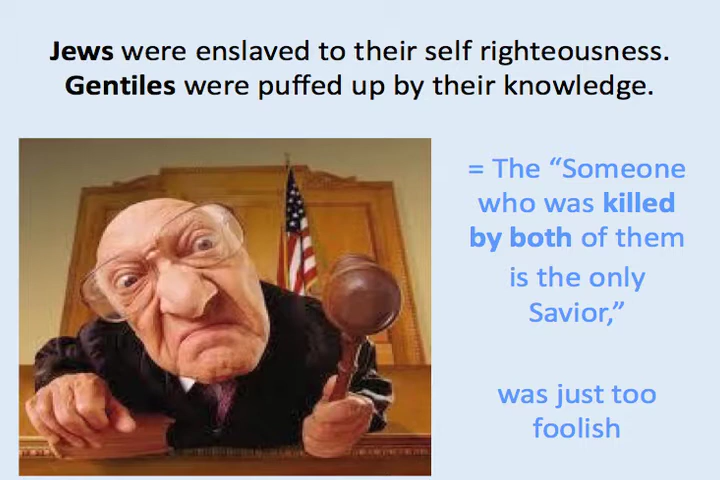 Jews were enslaved to their self righteousness.
Gentiles were puffed up by their knowledge.
= The “Someone
who was killed
by both of them
is the only
Savior,”
was just too
foolish